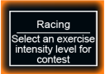 Racing
Select an exercise
intensity level for
contest